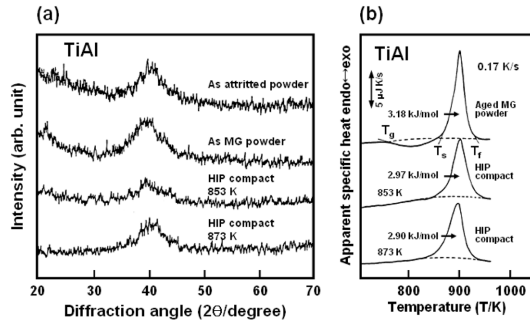 (a)
TiAl
As attritted powder
As MG powder
HIP compact
853 K
HIP compact
873 K
Intensity (arb. unit)
20 30 40 50 60 70
Diffraction angle (2Θ/degree)
(b)
TiAl
0.17 K/s
5 μJ K/s
Aged MG
powder
3.18 kJ/mol
Tg
Ts
Tf
HIP
compact
2.97 kJ/mol
853 K
HIP
compact
2.90 kJ/mol
873 K
Apparent specific heat endo↔exo
800 900 1000
Temperature (T/K)